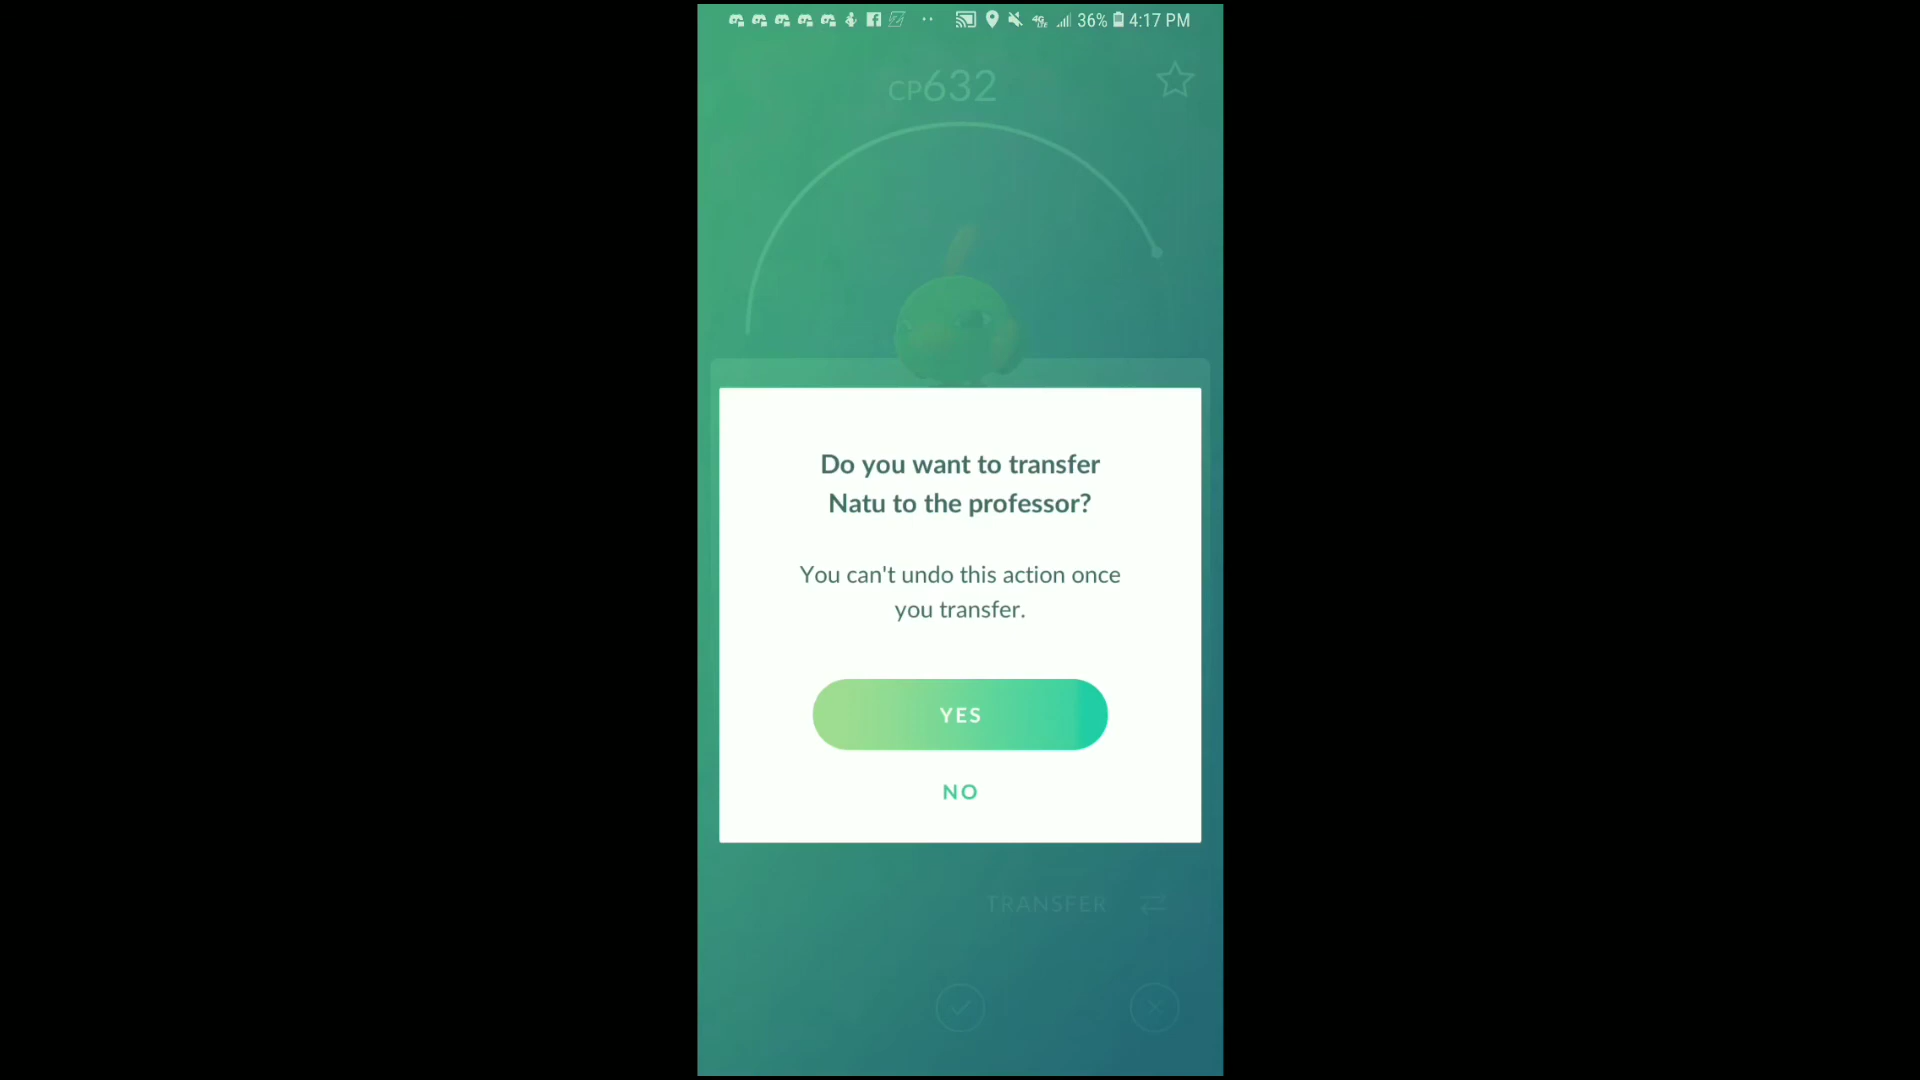 36% 4:17 PM
CP632
Do you want to transfer
Natu to the professor?
You can't undo this action once
you transfer.
YES
NO
TRANSFER